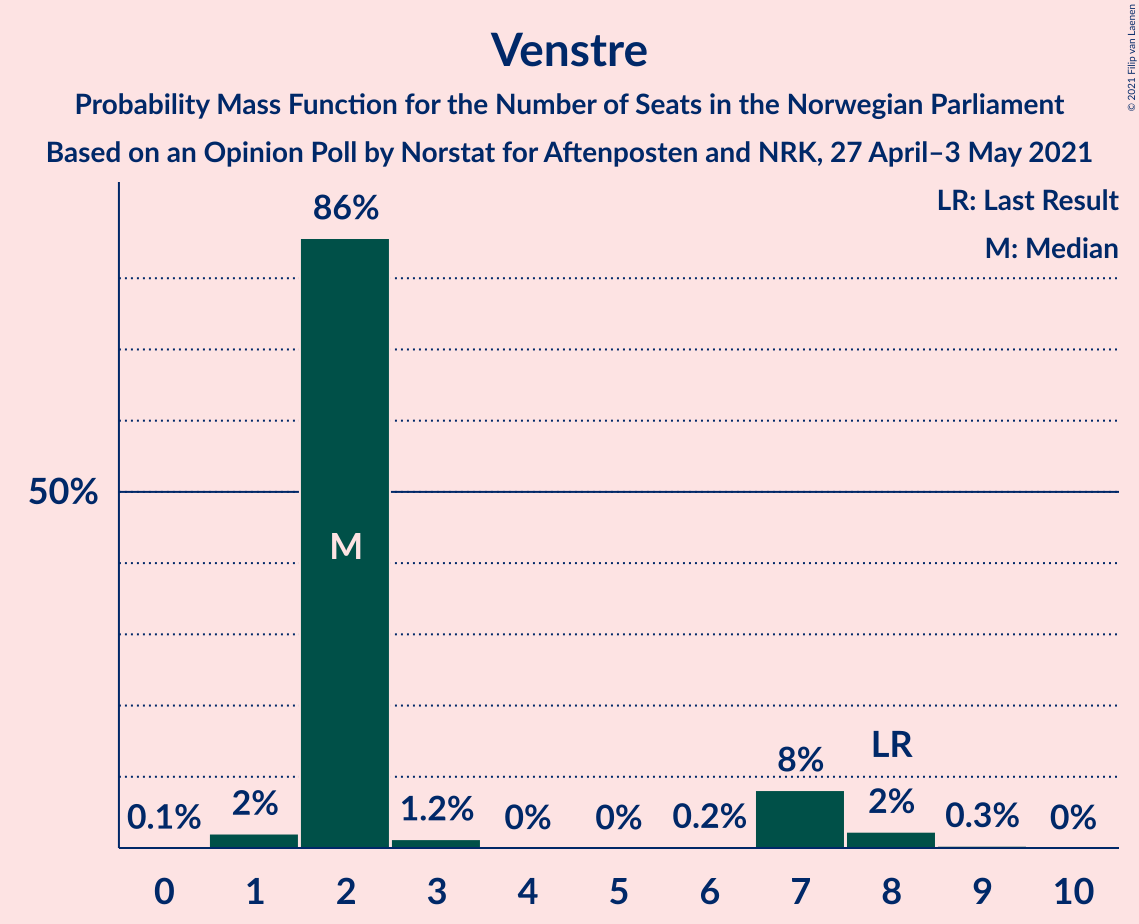 Venstre
Probability Mass Function for the Number of Seats in the Norwegian Parliament
Based on an Opinion Poll by Norstat for Aftenposten and NRK, 27 April–3 May 2021
© 2021 Filip van Laenen
LR: Last Result
M: Median
86%
50%
M
LR
0.1% 2% 1.2% 0% 0% 0.2% 8% 2% 0.3% 0%
0 1 2 3 4 5 6 7 8 9 10